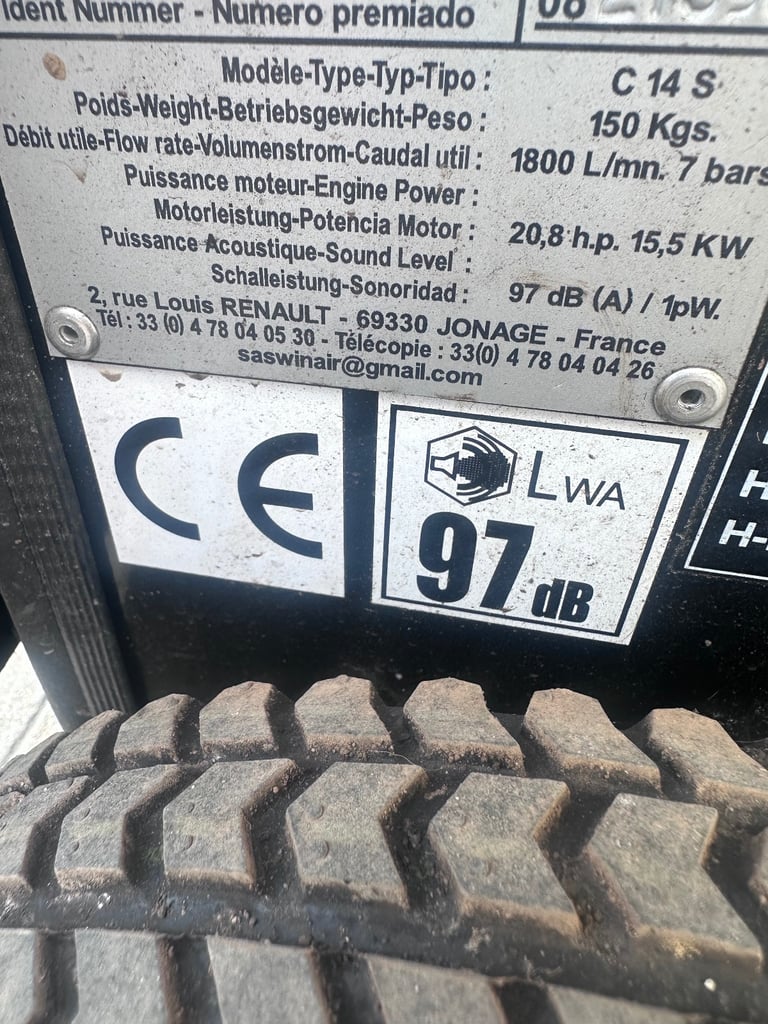 Ident Nummer - Numero premiado 08
Modèle-Type-Typ-Tipo : C 14 S
Poids-Weight-Betriebsgewicht-Peso : 150 Kgs.
Débit utile-Flow rate-Volumenstrom-Caudal util : 1800 L/mn. 7 bars
Puissance moteur-Engine Power :
Motorleistung-Potencia Motor : 20,8 h.p. 15,5 KW
Puissance Acoustique-Sound Level :
Schalleistung-Sonoridad : 97 dB (A) / 1pW.
2, rue Louis RENAULT - 69330 JONAGE - France
Tél : 33 (0) 4 78 04 05 30 - Télécopie : 33(0) 4 78 04 04 26
saswinair@gmail.com
CE
LWA
97 dB